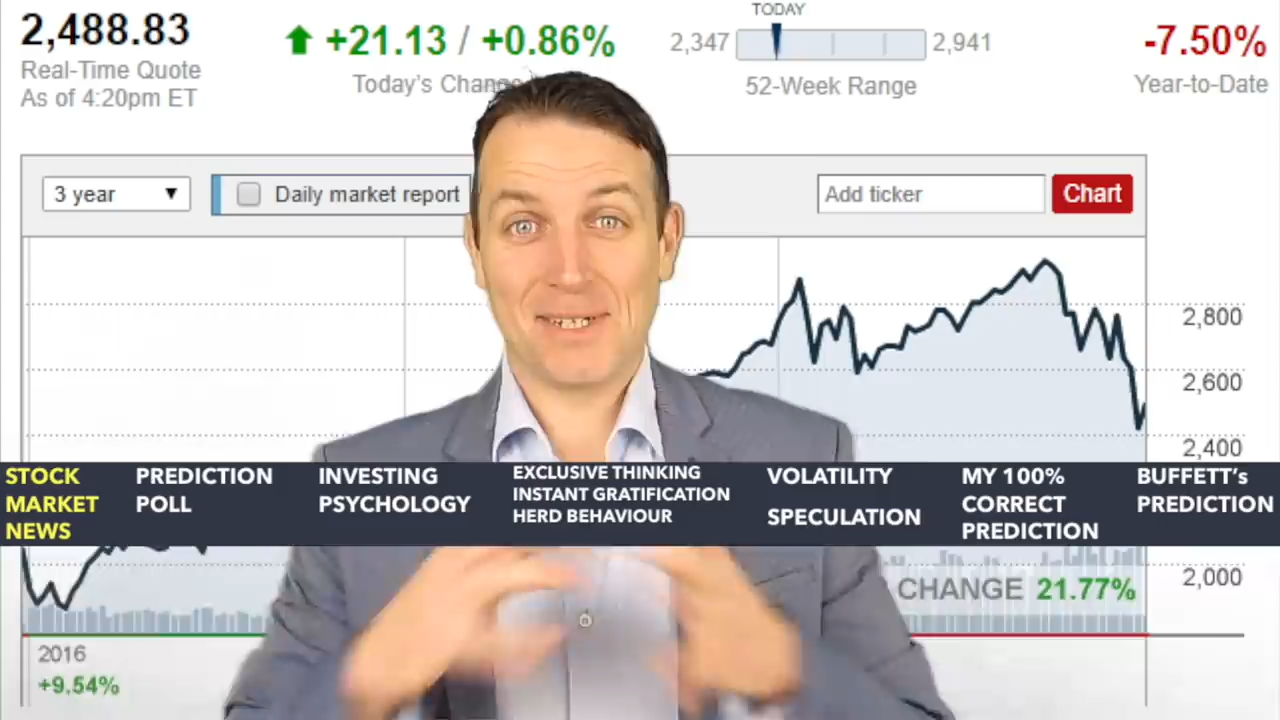 2,488.83
Real-Time Quote
As of 4:20pm ET
+21.13 / +0.86%
Today's Change
TODAY
2,347
2,941
52-Week Range
-7.50%
Year-to-Date
3 year
Daily market report
Add ticker
Chart
2,800
2,600
2,400
STOCK
MARKET
NEWS
PREDICTION
POLL
INVESTING
PSYCHOLOGY
EXCLUSIVE THINKING
INSTANT GRATIFICATION
HERD BEHAVIOUR
VOLATILITY
SPECULATION
MY 100%
CORRECT
PREDICTION
BUFFETT's
PREDICTION
2,000
CHANGE 21.77%
2016
+9.54%